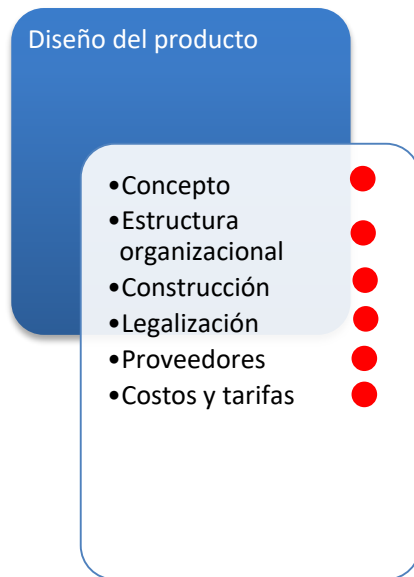 Diseño del producto
•Concepto
•Estructura
organizacional
•Construcción
•Legalización
•Proveedores
•Costos y tarifas